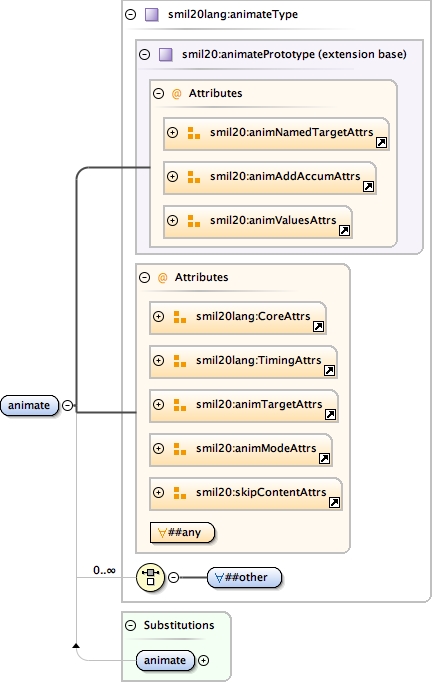 smil20lang:animateType
smil20:animatePrototype (extension base)
@ Attributes
smil20:animNamedTargetAttrs
smil20:animAddAccumAttrs
smil20:animValuesAttrs
@ Attributes
smil20lang:CoreAttrs
smil20lang:TimingAttrs
smil20:animTargetAttrs
animate
smil20:animModeAttrs
smil20:skipContentAttrs
∀##any
0..∞
∀##other
Substitutions
animate